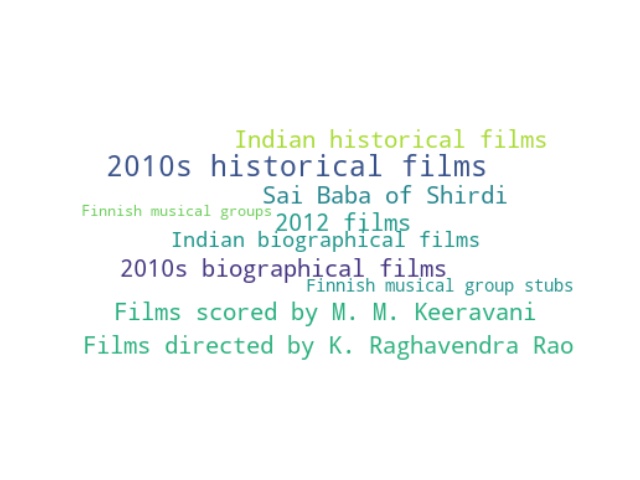 Indian historical films
2010s historical films
Sai Baba of Shirdi
Finnish musical groups
2012 films
Indian biographical films
2010s biographical films
Finnish musical group stubs
Films scored by M. M. Keeravani
Films directed by K. Raghavendra Rao